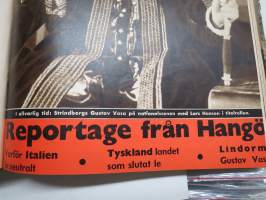 I allvarlig tid: Strindbergs Gustav Vasa på nationalscenen med Lars Hanson i titelrollen.
Reportage från Hangö
Varför Italien
är neutralt
Tyskland landet
som slutat le
Lindorm
Gustav Vasa